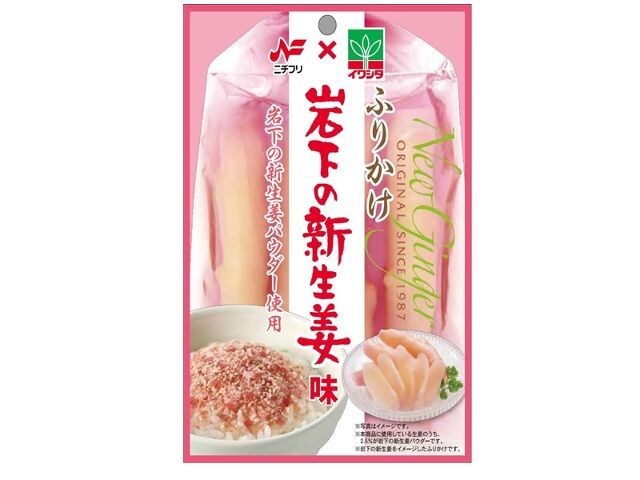 ニチフリ
×
イワシタ
ふりかけ
岩下の新生姜味
岩下の新生姜パウダー使用
New Ginger
ORIGINAL SINCE 1987
※写真はイメージです。
※本商品に使用している生姜のうち、
2.5%が岩下の新生姜パウダーです。
※岩下の新生姜をイメージしたふりかけです。